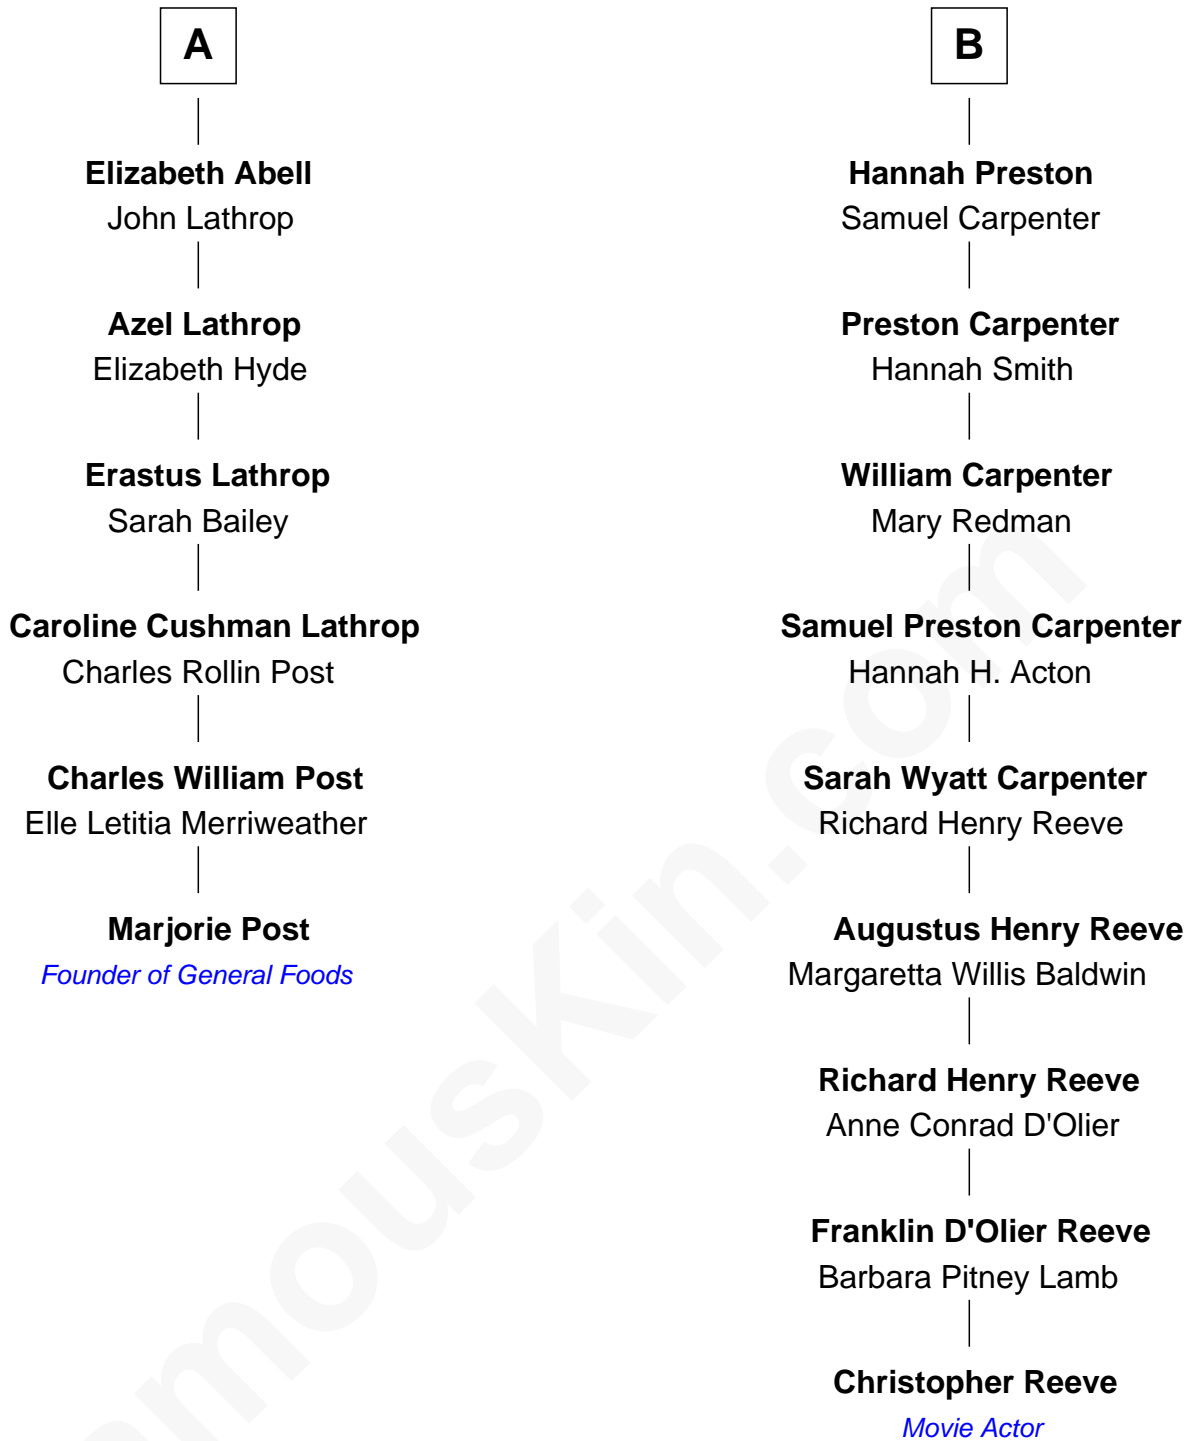 A
Elizabeth Abell
John Lathrop
Azel Lathrop
Elizabeth Hyde
Erastus Lathrop
Sarah Bailey
Caroline Cushman Lathrop
Charles Rollin Post
Charles William Post
Elle Letitia Merriweather
Marjorie Post
Founder of General Foods
B
Hannah Preston
Samuel Carpenter
Preston Carpenter
Hannah Smith
William Carpenter
Mary Redman
Samuel Preston Carpenter
Hannah H. Acton
Sarah Wyatt Carpenter
Richard Henry Reeve
Augustus Henry Reeve
Margaretta Willis Baldwin
Richard Henry Reeve
Anne Conrad D'Olier
Franklin D'Olier Reeve
Barbara Pitney Lamb
Christopher Reeve
Movie Actor
mousKin.com